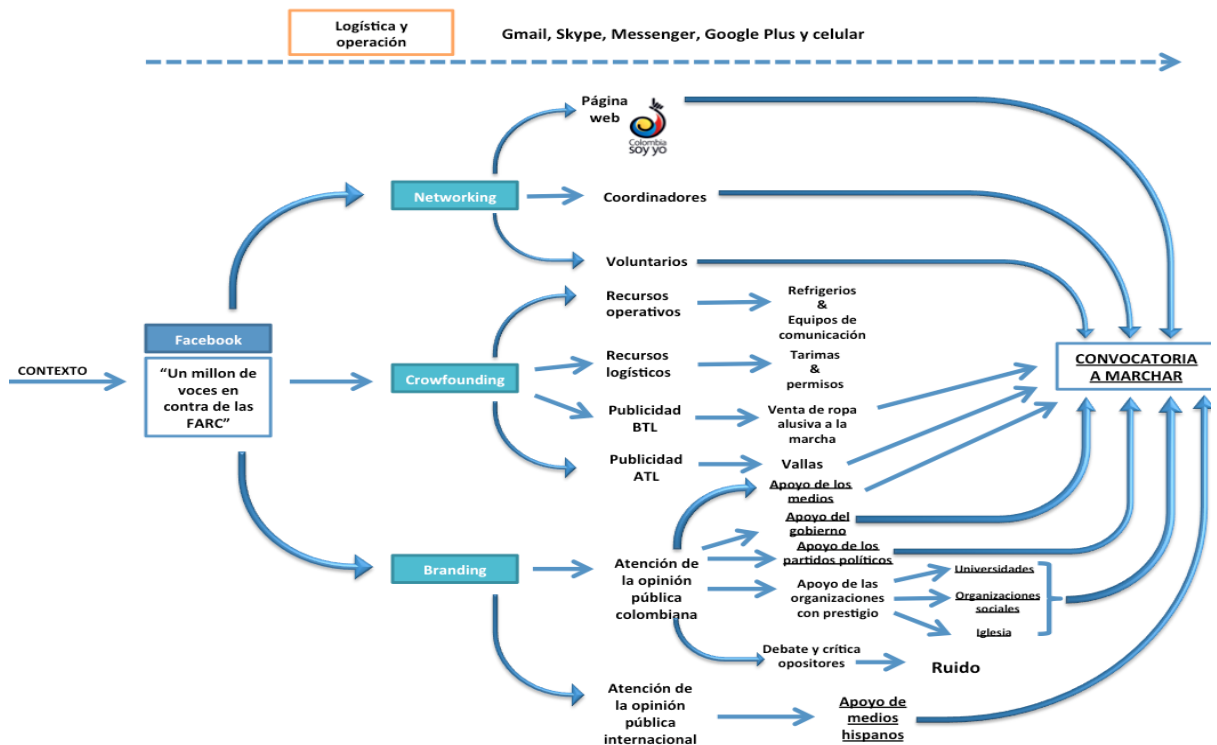 Logística y
operación
Gmail, Skype, Messenger, Google Plus y celular
Página
web
Colombia
soy yo
Networking
Coordinadores
Voluntarios
Recursos
operativos
Refrigerios
&
Equipos de
comunicación
Facebook
CONTEXTO
"Un millon de
voces en
contra de las
FARC"
Crowfounding
Recursos
logísticos
Tarimas
&
permisos
CONVOCATORIA
A MARCHAR
Publicidad
BTL
Venta de ropa
alusiva a la
marcha
Publicidad
ATL
Vallas
Apoyo de los
medios
Apoyo del
gobierno
Branding
Atención de
la opinión
pública
colombiana
Apoyo de los
partidos políticos
Apoyo de las
organizaciones
con prestigio
Universidades
Organizaciones
sociales
Iglesia
Debate y crítica
opositores
Ruido
Atención de
la opinión
pública
internacional
Apoyo de
medios
hispanos